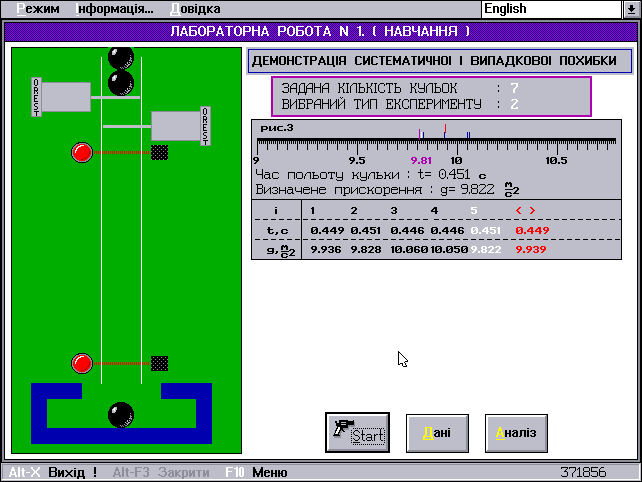 Режим Інформація... Довідка English
ЛАБОРАТОРНА РОБОТА N 1. ( НАВЧАННЯ )
ДЕМОНСТРАЦІЯ СИСТЕМАТИЧНОЇ І ВИПАДКОВОЇ ПОХИБКИ
ЗАДАНА КІЛЬКІСТЬ КУЛЬОК : 7
ВИБРАНИЙ ТИП ЕКСПЕРИМЕНТУ : 2
OREST
OREST
рис.3
9 9.5 9.81 10 10.5
Час польоту кульки : t= 0.451 с
Визначене прискорення : g= 9.822 м/с2
i 1 2 3 4 5 < >
t,c 0.449 0.451 0.446 0.446 0.451 0.449
g,м/с2 9.936 9.828 10.060 10.050 9.822 9.939
Start Дані Аналіз
Alt-X Вихід ! Alt-F3 Закрити F10 Меню 371856